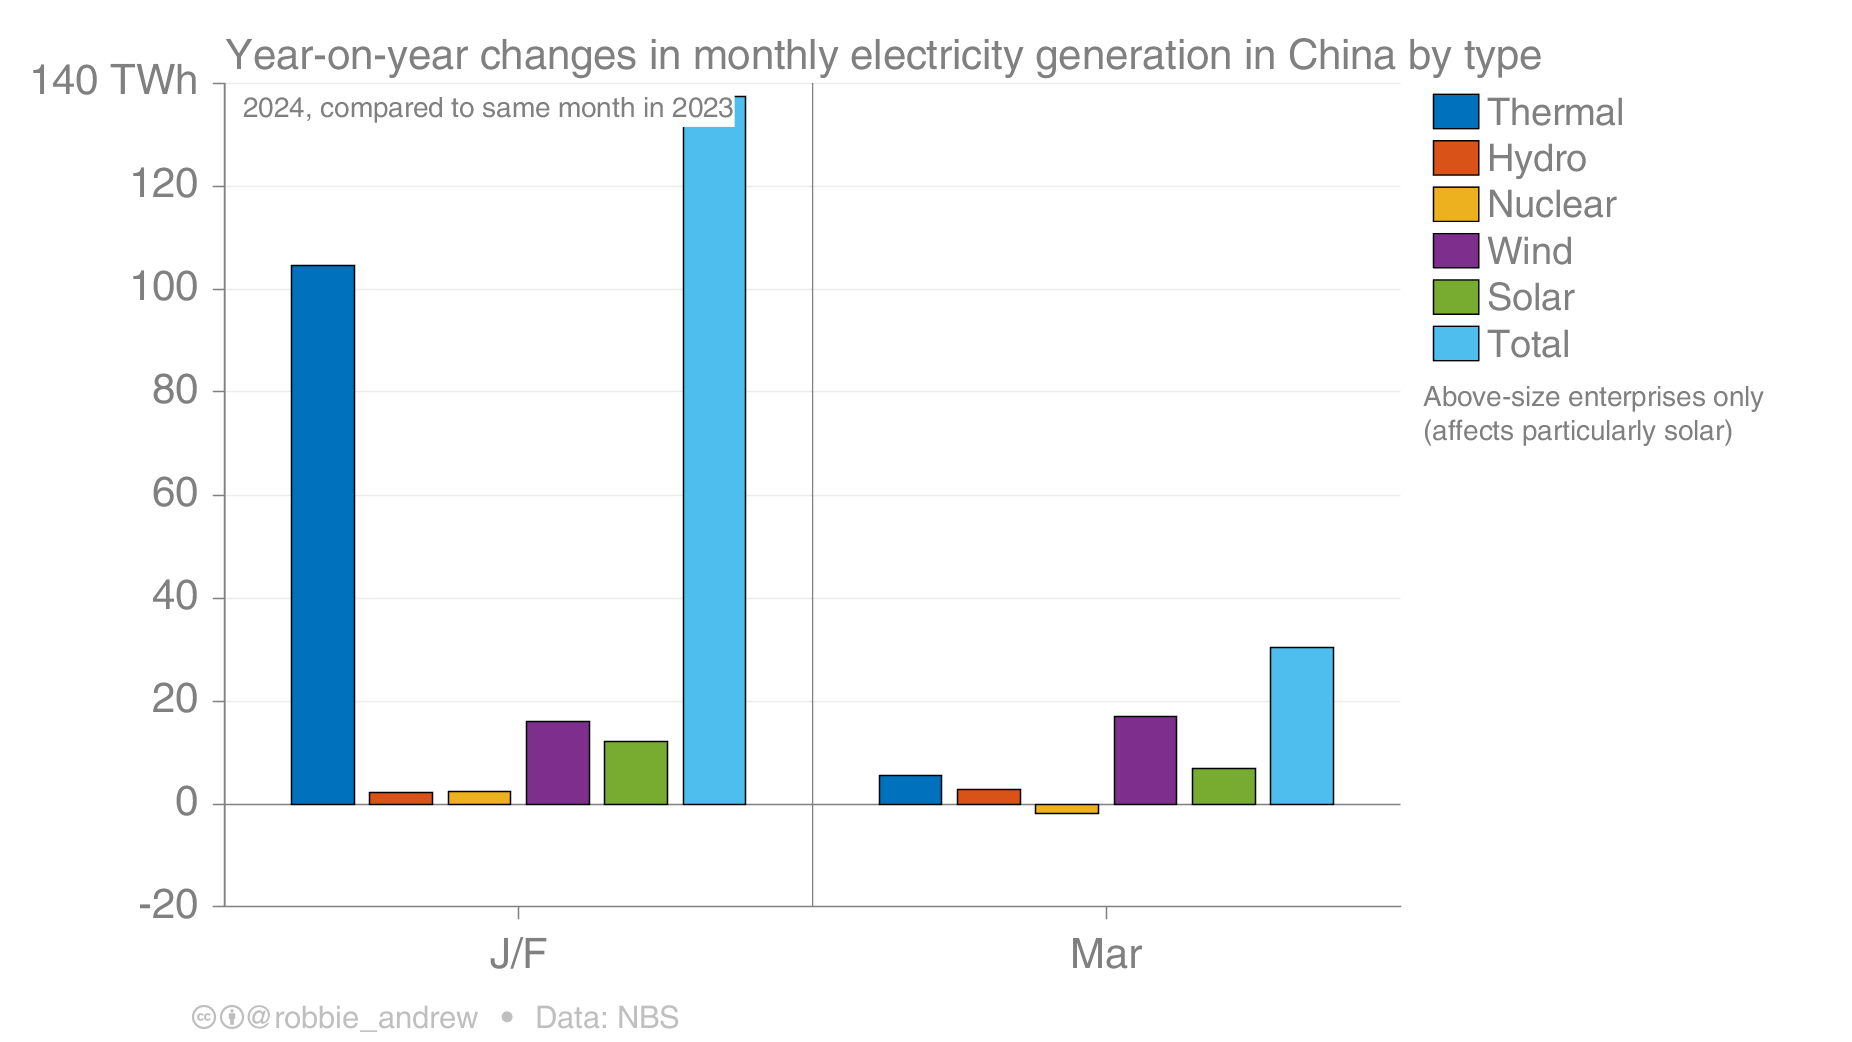 Year-on-year changes in monthly electricity generation in China by type
140 TWh
2024, compared to same month in 2023
120
100
80
60
40
20
0
-20
J/F
Mar
Thermal
Hydro
Nuclear
Wind
Solar
Total
Above-size enterprises only
(affects particularly solar)
@robbie_andrew • Data: NBS